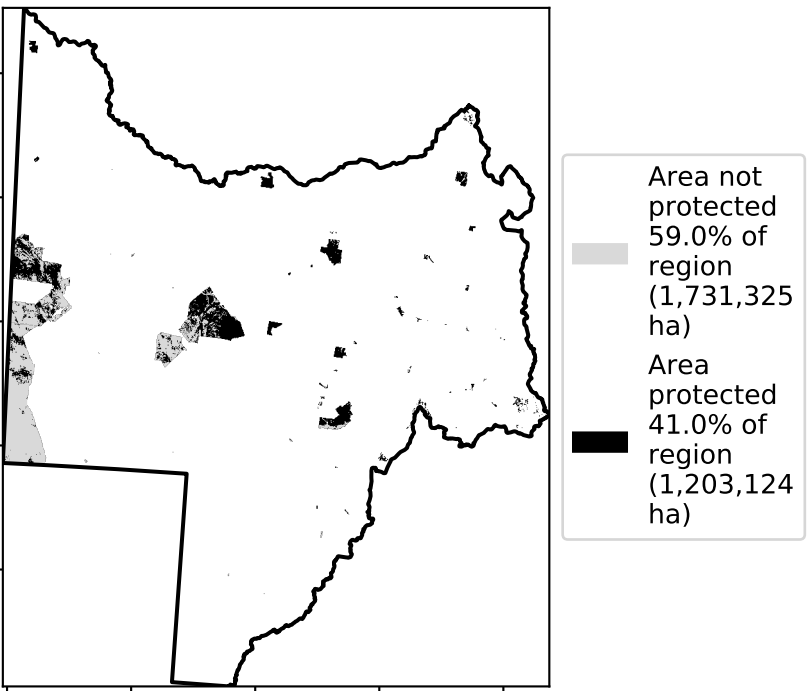 Area not
protected
59.0% of
region
(1,731,325
ha)
Area
protected
41.0% of
region
(1,203,124
ha)